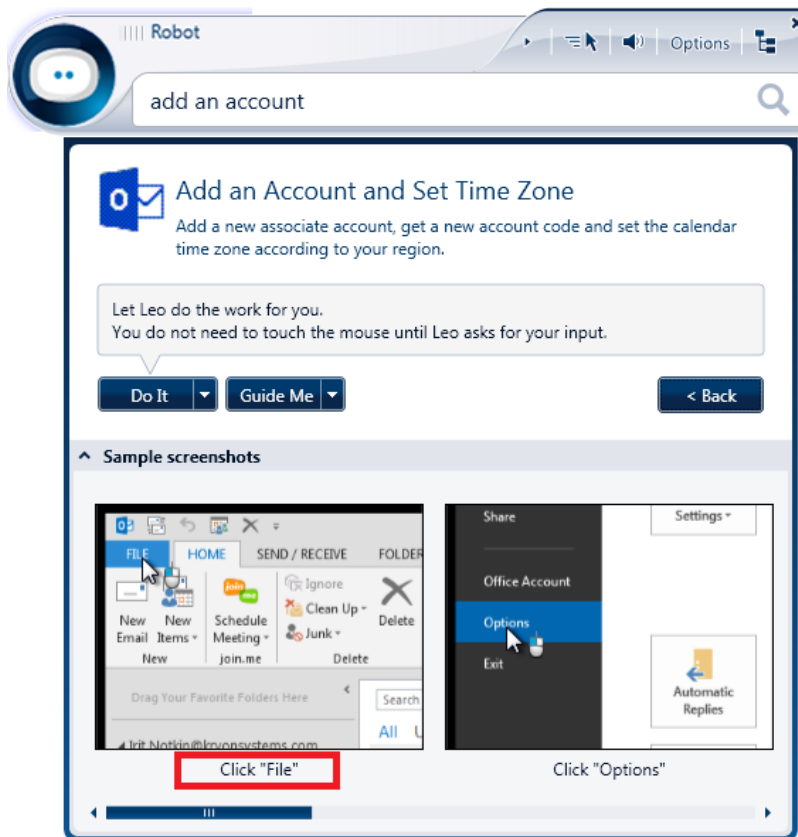 Robot
Options
add an account
Add an Account and Set Time Zone
Add a new associate account, get a new account code and set the calendar
time zone according to your region.
Let Leo do the work for you.
You do not need to touch the mouse until Leo asks for your input.
Do It
Guide Me
< Back
Sample screenshots
FILE HOME SEND / RECEIVE FOLDER
New Email
New Items
Schedule Meeting
Ignore
Clean Up
Junk
Delete
New
join.me
Delete
Drag Your Favorite Folders Here
Search
All U
Irit Notkin@kryonsystems.com
Click "File"
Share
Settings
Office Account
Options
Exit
Automatic
Replies
Click "Options"